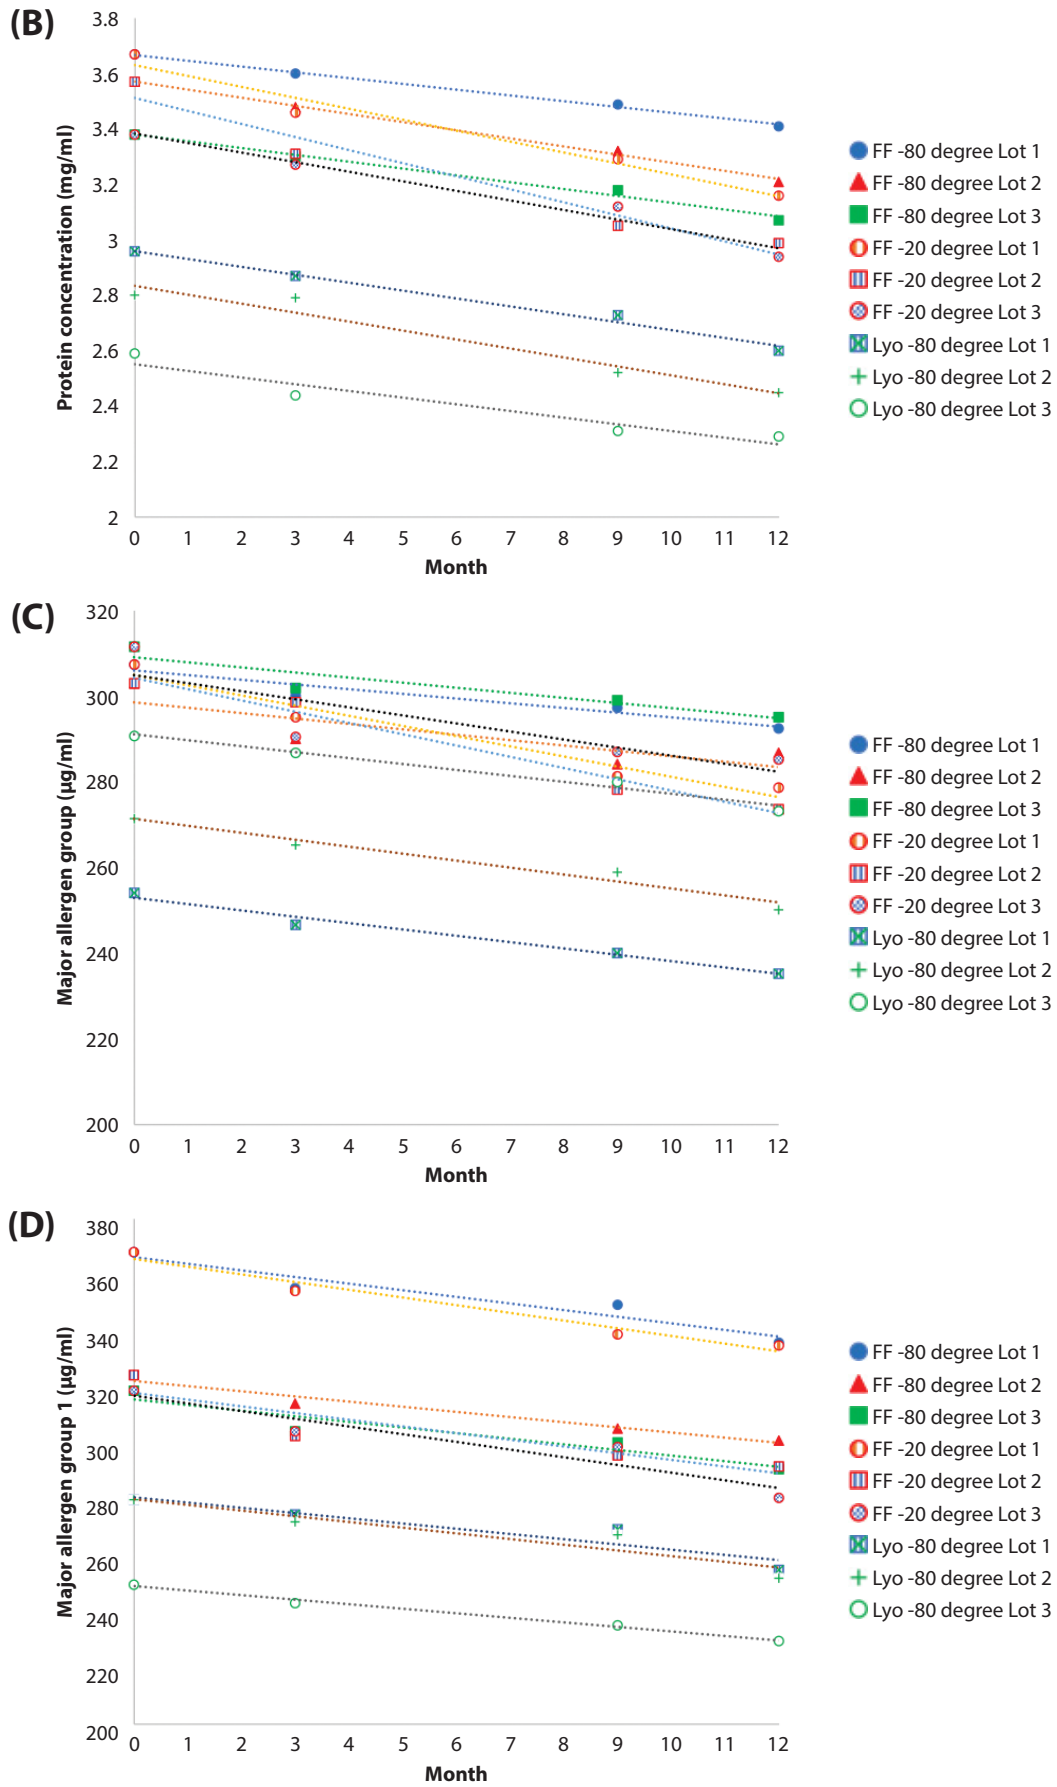 (B)
Protein concentration (mg/ml)
3.8
3.6
3.4
3.2
3
2.8
2.6
2.4
2.2
2
0 1 2 3 4 5 6 7 8 9 10 11 12
Month
FF -80 degree Lot 1
FF -80 degree Lot 2
FF -80 degree Lot 3
FF -20 degree Lot 1
FF -20 degree Lot 2
FF -20 degree Lot 3
Lyo -80 degree Lot 1
Lyo -80 degree Lot 2
Lyo -80 degree Lot 3
(C)
Major allergen group (µg/ml)
320
300
280
260
240
220
200
0 1 2 3 4 5 6 7 8 9 10 11 12
Month
FF -80 degree Lot 1
FF -80 degree Lot 2
FF -80 degree Lot 3
FF -20 degree Lot 1
FF -20 degree Lot 2
FF -20 degree Lot 3
Lyo -80 degree Lot 1
Lyo -80 degree Lot 2
Lyo -80 degree Lot 3
(D)
Major allergen group 1 (µg/ml)
380
360
340
320
300
280
260
240
220
200
0 1 2 3 4 5 6 7 8 9 10 11 12
Month
FF -80 degree Lot 1
FF -80 degree Lot 2
FF -80 degree Lot 3
FF -20 degree Lot 1
FF -20 degree Lot 2
FF -20 degree Lot 3
Lyo -80 degree Lot 1
Lyo -80 degree Lot 2
Lyo -80 degree Lot 3